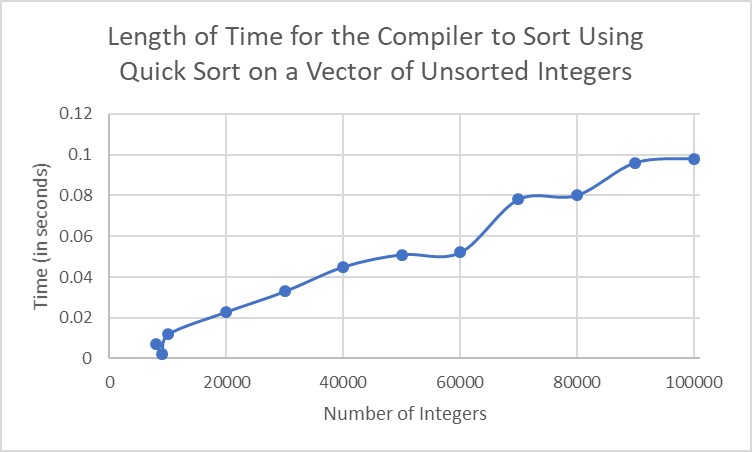 Length of Time for the Compiler to Sort Using
Quick Sort on a Vector of Unsorted Integers
0.12
0.1
0.08
0.06
0.04
0.02
0
Time (in seconds)
0 20000 40000 60000 80000 100000
Number of Integers